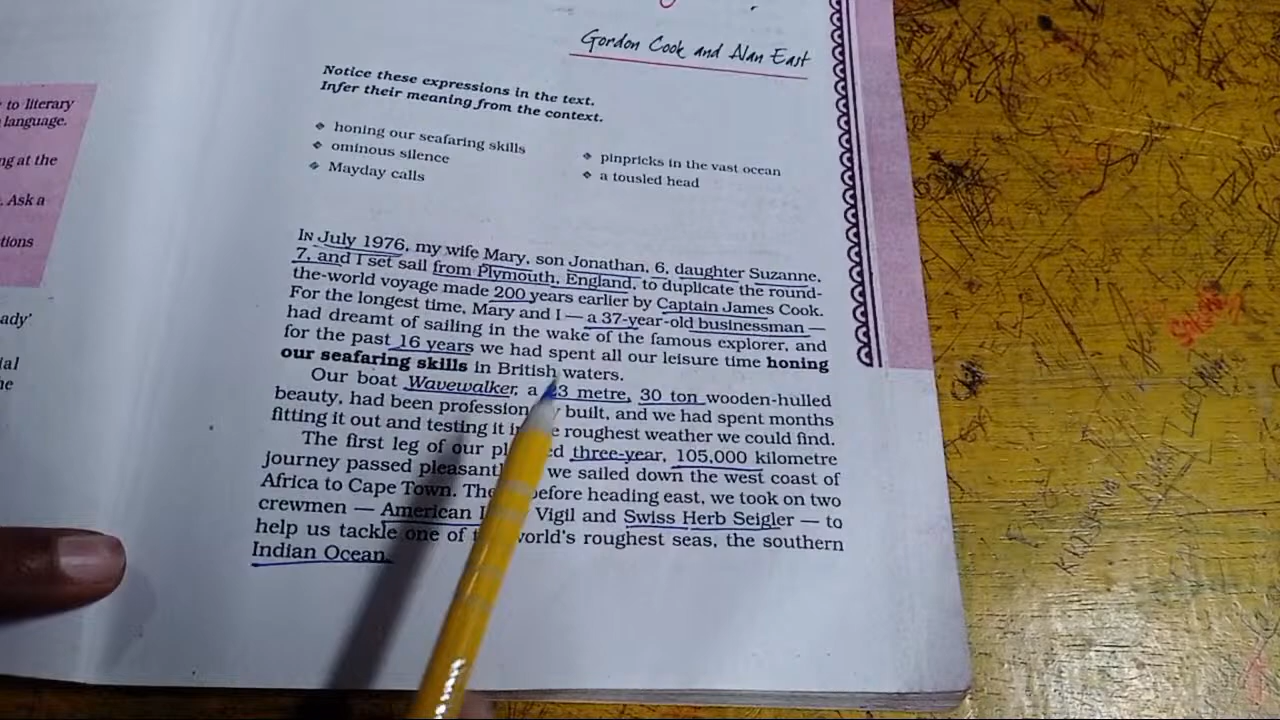 Gordon Cook and Alan East
Notice these expressions in the text.
Infer their meaning from the context.
honing our seafaring skills
ominous silence
Mayday calls
pinpricks in the vast ocean
a tousled head
to literary
language.
ng at the
. Ask a
tions
ady'
ial
he
IN July 1976, my wife Mary, son Jonathan, 6, daughter Suzanne,
7, and I set sail from Plymouth, England, to duplicate the round-
the-world voyage made 200 years earlier by Captain James Cook.
For the longest time, Mary and I — a 37-year-old businessman —
had dreamt of sailing in the wake of the famous explorer, and
for the past 16 years we had spent all our leisure time honing
our seafaring skills in British waters.
Our boat Wavewalker, a 23 metre, 30 ton wooden-hulled
beauty, had been profession y built, and we had spent months
fitting it out and testing it i e roughest weather we could find.
The first leg of our pl ed three-year, 105,000 kilometre
journey passed pleasant we sailed down the west coast of
Africa to Cape Town. The before heading east, we took on two
crewmen — American Vigil and Swiss Herb Seigler — to
help us tackle one of t world's roughest seas, the southern
Indian Ocean.